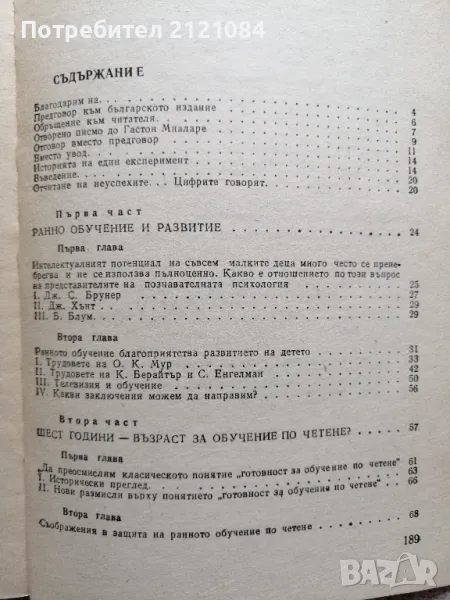 Потребител 2121084
СЪДЪРЖАНИЕ
Благодарим на.
Предговор към българското издание 4
Обръщение към читателя. 6
Отворено писмо до Гастон Миаларе 7
Отговор вместо предговор 9
Вместо увод. 11
Историята на един експеримент 14
Въведение. 14
Отчитане на неуспехите. Цифрите говорят. 20
20
Първа част
РАННО ОБУЧЕНИЕ И РАЗВИТИЕ 24
Първа глава
Интелектуалният потенциал на съвсем малките деца много често се прене-
брегва и не се използва пълноценно. Какво е отношението по този въпрос
на представителите на познавателната психология 25
I. Дж. С. Брунер 27
II. Дж. Хънт 29
III. Б. Блум. 29
Втора глава
Ранното обучение благоприятства развитието на детето 31
I. Трудовете на О. К. Мур 33
II. Трудовете на К. Берайтър и С. Енгелман 42
III. Телевизия и обучение 50
IV. Какви заключения можем да направим? 56
Втора част
ШЕСТ ГОДИНИ — ВЪЗРАСТ ЗА ОБУЧЕНИЕ ПО ЧЕТЕНЕ? 57
Първа глава
Да преосмислим класическото понятие „готовност за обучение по четене" 61
I. Исторически преглед. 63
II. Нови размисли върху понятието „готовност за обучение по четене" 66
Втора глава
Съображения в защита на ранното обучение по четене 68
189
bazar